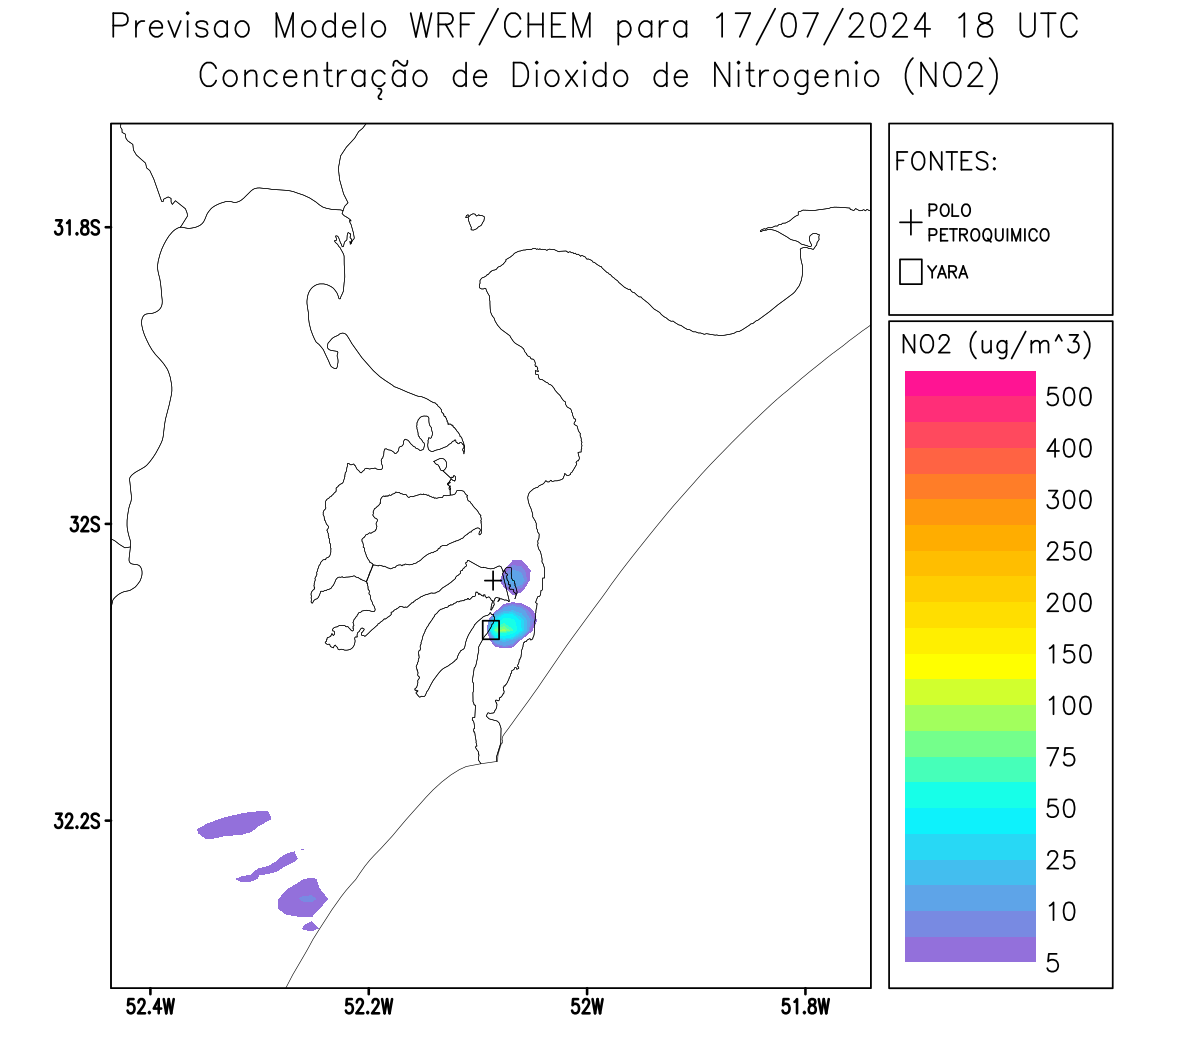 Previsao Modelo WRF/CHEM para 17/07/2024 18 UTC
Concentração de Dioxido de Nitrogenio (NO2)
FONTES:
POLO
PETROQUIMICO
YARA
NO2 (ug/m^3)
500
400
300
250
200
150
100
75
50
25
10
5
31.8S
32S
32.2S
52.4W
52.2W
52W
51.8W